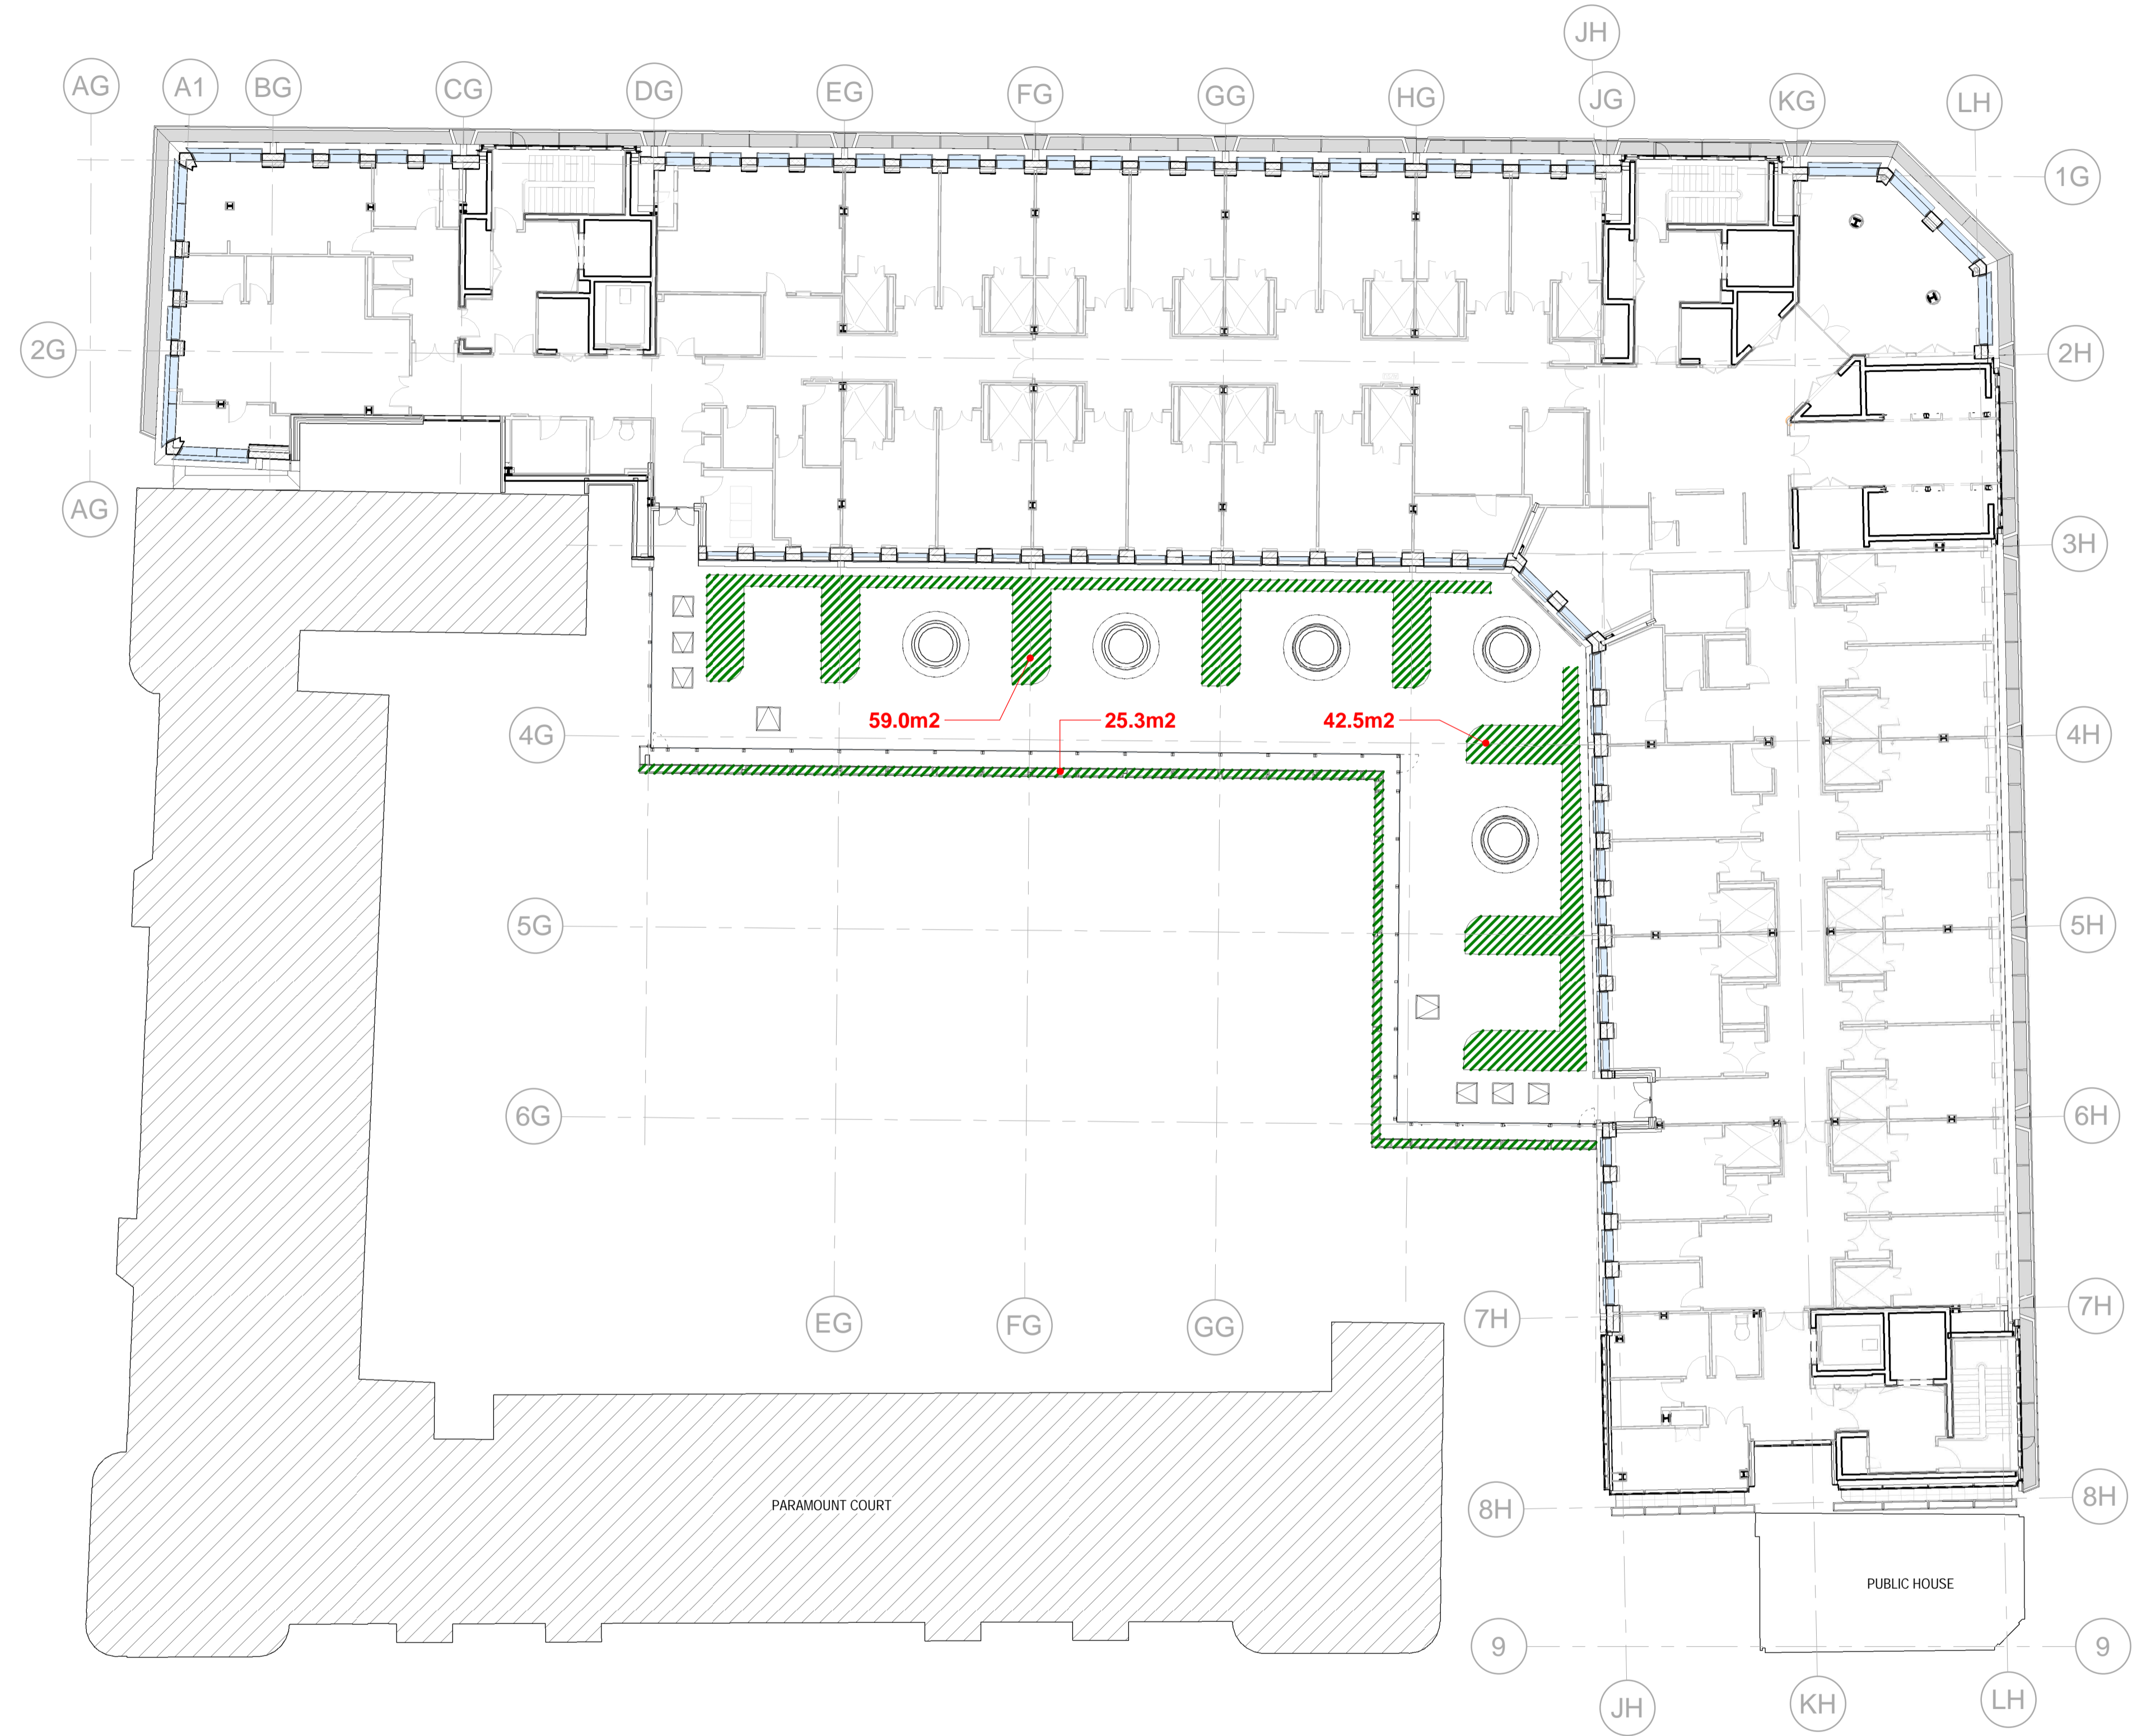 JH
AG
A1
BG
CG
DG
EG
FG
GG
HG
JG
KG
LH
1G
2G
2H
AG
3H
59.0m2
25.3m2
42.5m2
4G
4H
5G
5H
6G
6H
EG
FG
GG
7H
7H
PARAMOUNT COURT
8H
8H
PUBLIC HOUSE
9
9
JH
KH
LH